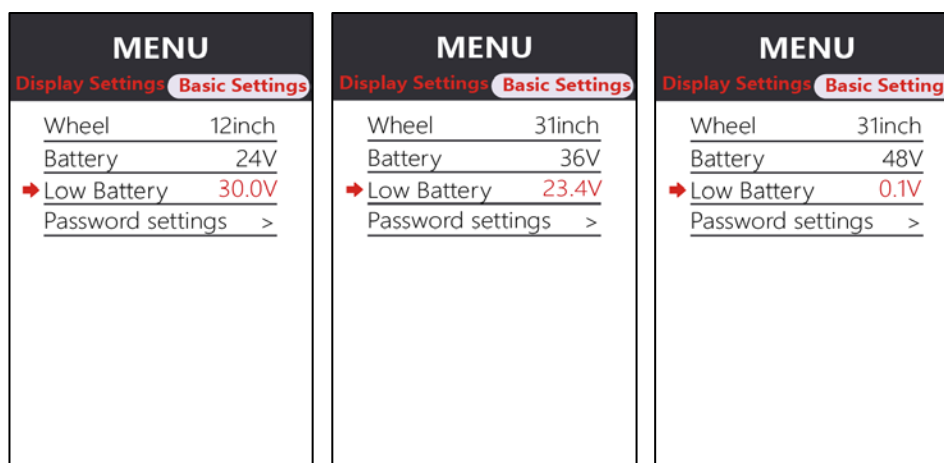 MENU
Display Settings Basic Settings
Wheel 12inch
Battery 24V
Low Battery 30.0V
Password settings >
MENU
Display Settings Basic Settings
Wheel 31inch
Battery 36V
Low Battery 23.4V
Password settings >
MENU
Display Settings Basic Setting
Wheel 31inch
Battery 48V
Low Battery 0.1V
Password settings >